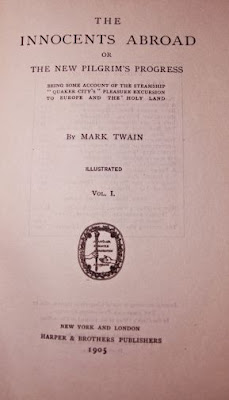 THE
INNOCENTS ABROAD
OR
THE NEW PILGRIM'S PROGRESS
BEING SOME ACCOUNT OF THE STEAMSHIP
"QUAKER CITY'S" PLEASURE EXCURSION
TO EUROPE AND THE HOLY LAND
BY MARK TWAIN
ILLUSTRATED
VOL. I.
NEW YORK AND LONDON
HARPER & BROTHERS PUBLISHERS
1905